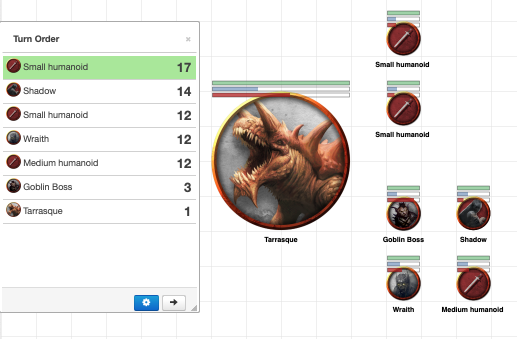 Turn Order ×
Small humanoid 17
Shadow 14
Small humanoid 12
Wraith 12
Medium humanoid 12
Goblin Boss 3
Tarrasque 1
Small humanoid
Small humanoid
Tarrasque
Goblin Boss Shadow
Wraith Medium humanoid